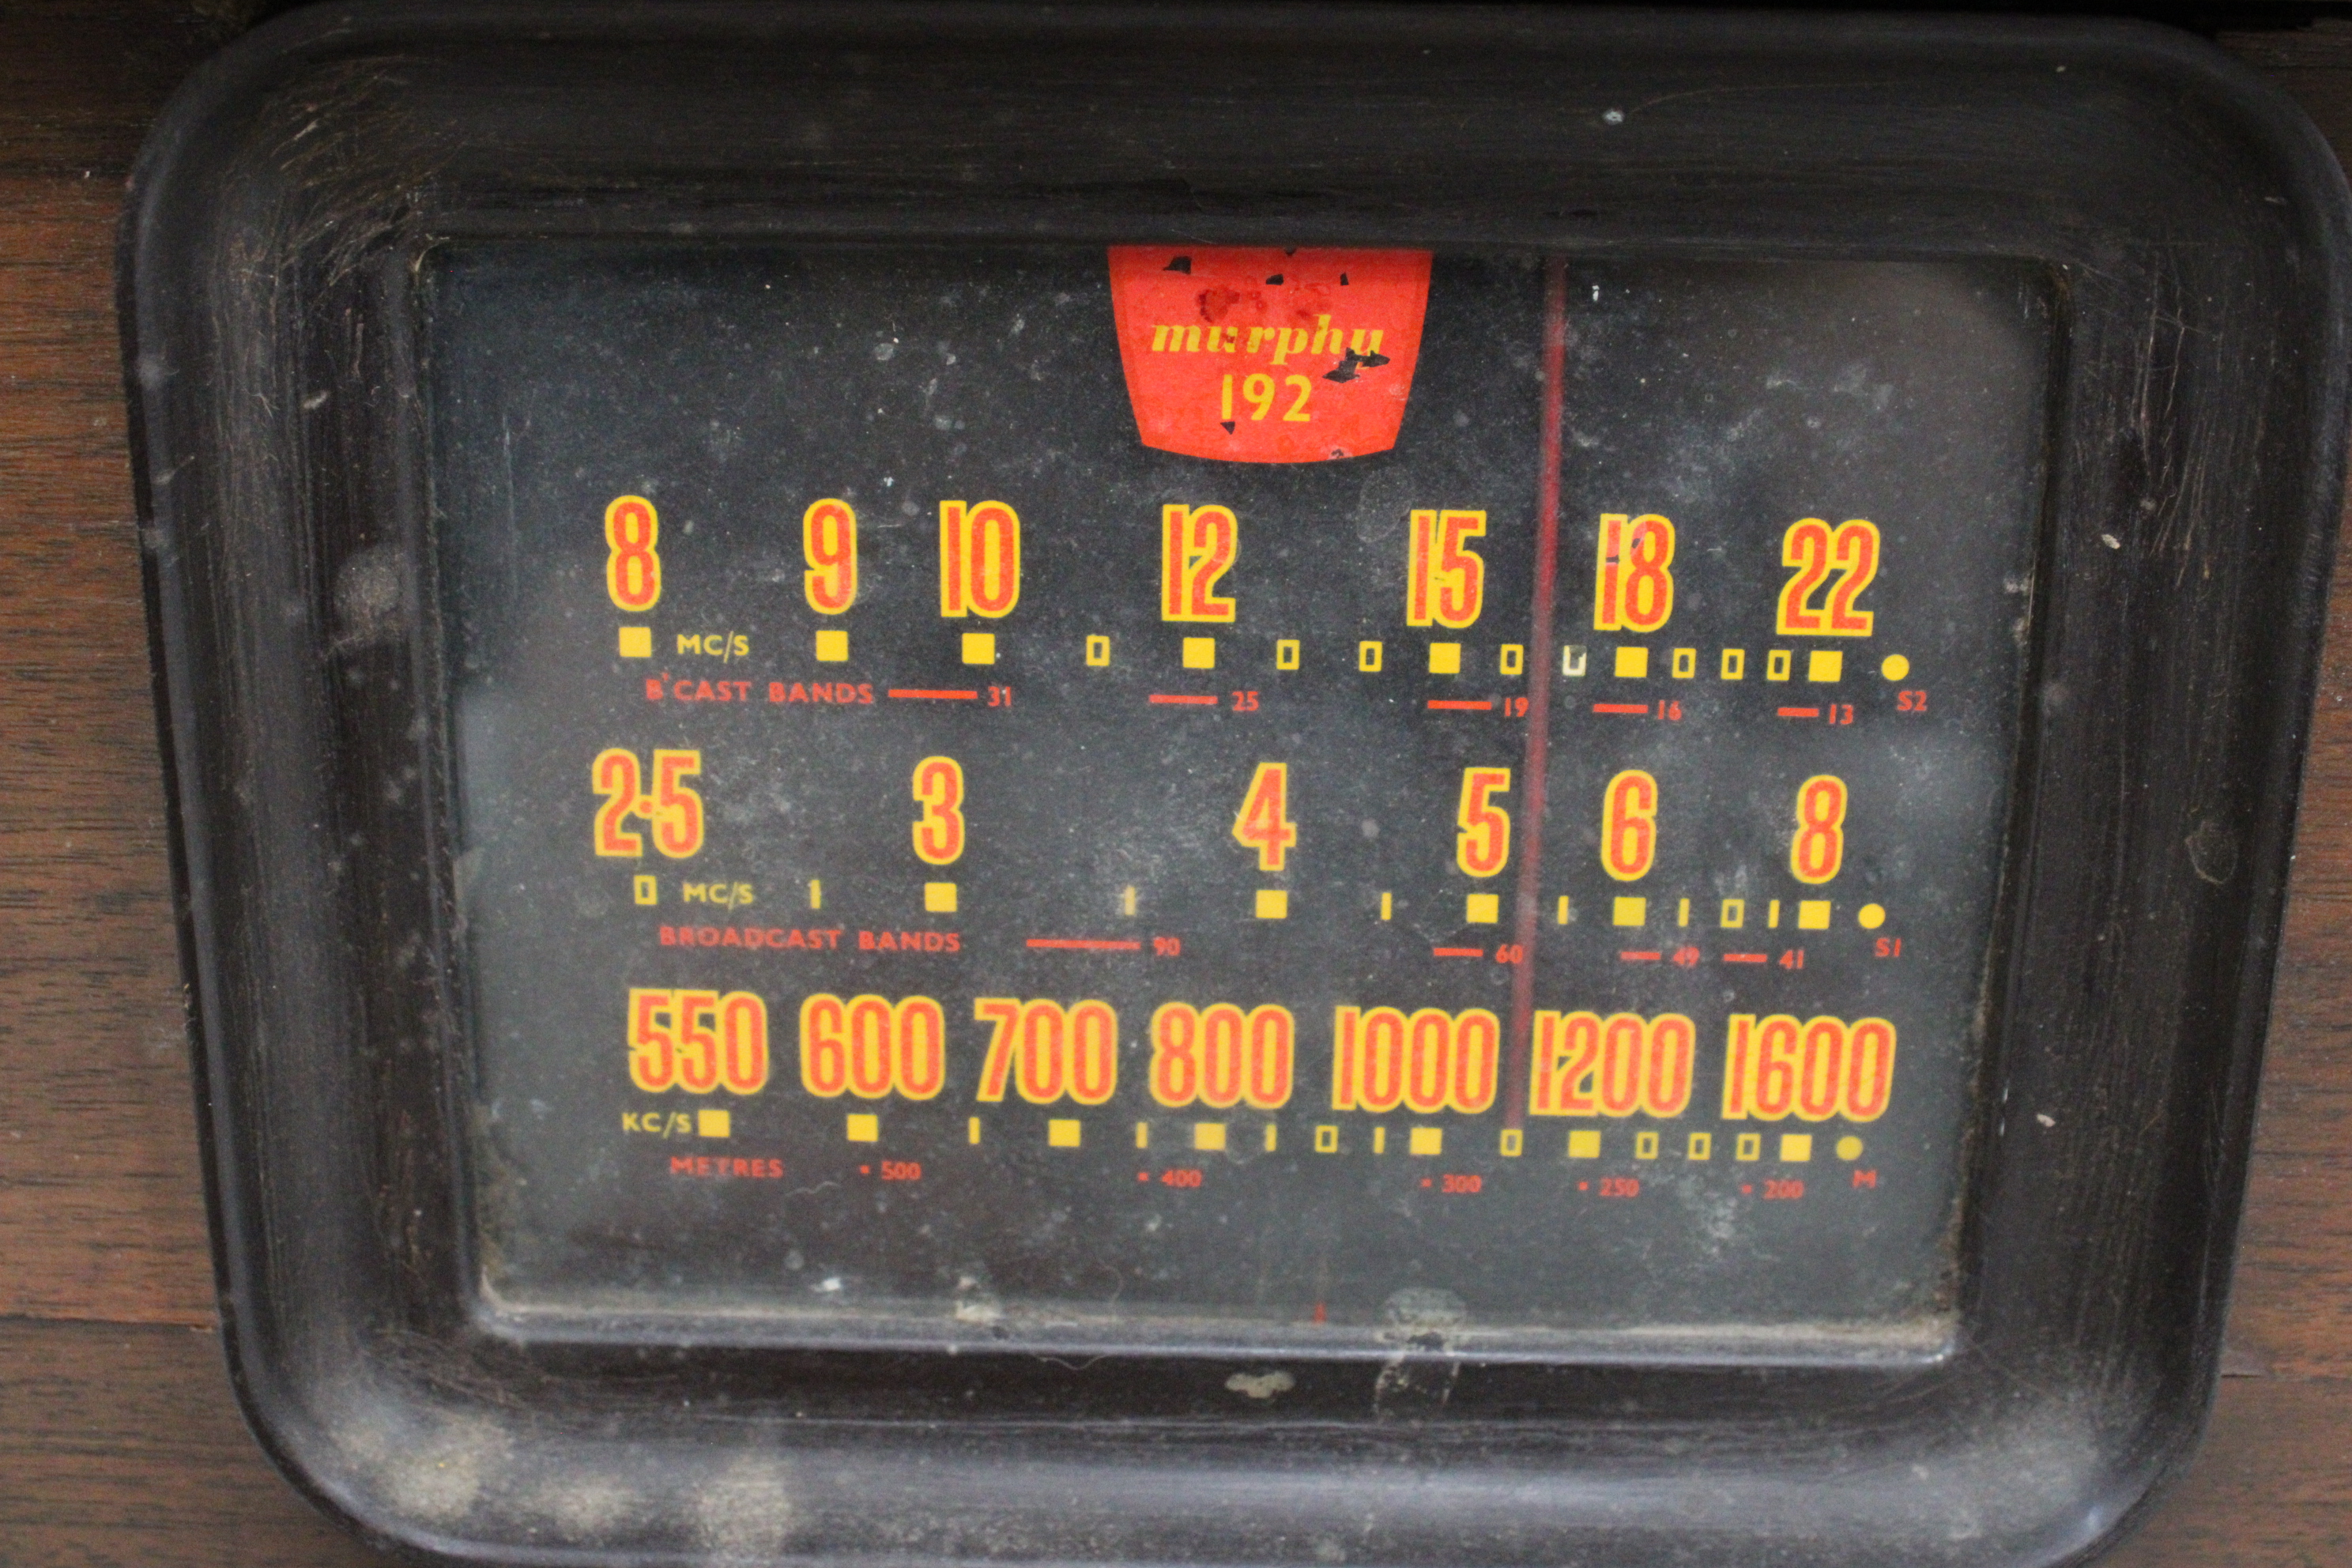 murphy
192
8 9 10 12 15 18 22
MC/S
B'CAST BANDS 31 25 19 16 13 S2
2·5 3 4 5 6 8
MC/S
BROADCAST BANDS 90 60 49 41 S1
550 600 700 800 1000 1200 1600
KC/S
METRES • 500 • 400 • 300 • 250 • 200 M